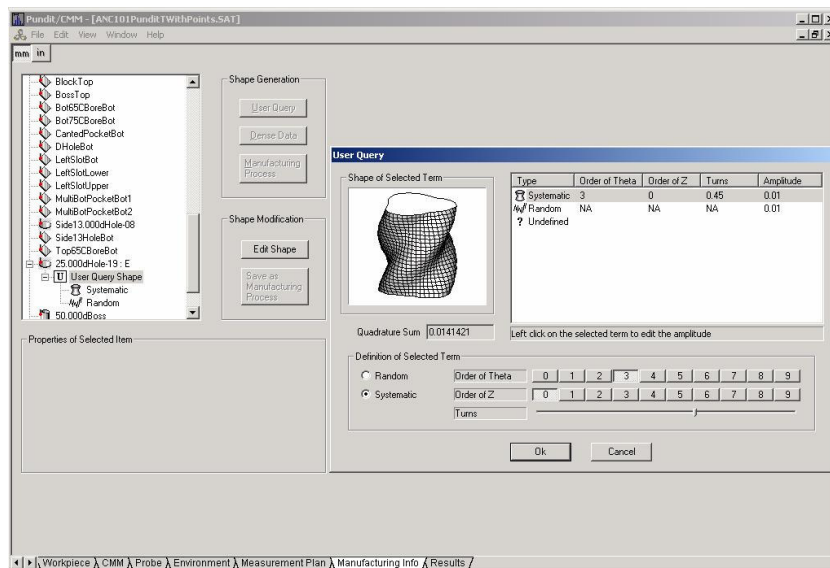 Pundit/CMM - [ANC101PunditTWithPoints.SAT]
File Edit View Window Help
mm in
BlockTop
BossTop
Bot65CBoreBot
Bot75CBoreBot
CantedPocketBot
DHoleBot
LeftSlotBot
LeftSlotLower
LeftSlotUpper
MultiBotPocketBot1
MultiBotPocketBot2
Side13.000dHole-08
Side13HoleBot
Top65CBoreBot
25.000dHole-19 : E
U User Query Shape
Systematic
Random
50.000dBoss
Shape Generation
User Query
Dense Data
Manufacturing
Process
Shape Modification
Edit Shape
Save as
Manufacturing
Process
Properties of Selected Item
User Query
Shape of Selected Term
Quadrature Sum 0.0141421
Type Order of Theta Order of Z Turns Amplitude
Systematic 3 0 0.45 0.01
Random NA NA NA 0.01
? Undefined
Left click on the selected term to edit the amplitude
Definition of Selected Term
Random Order of Theta 0 1 2 3 4 5 6 7 8 9
Systematic Order of Z 0 1 2 3 4 5 6 7 8 9
Turns
Ok Cancel
Workpiece CMM Probe Environment Measurement Plan Manufacturing Info Results